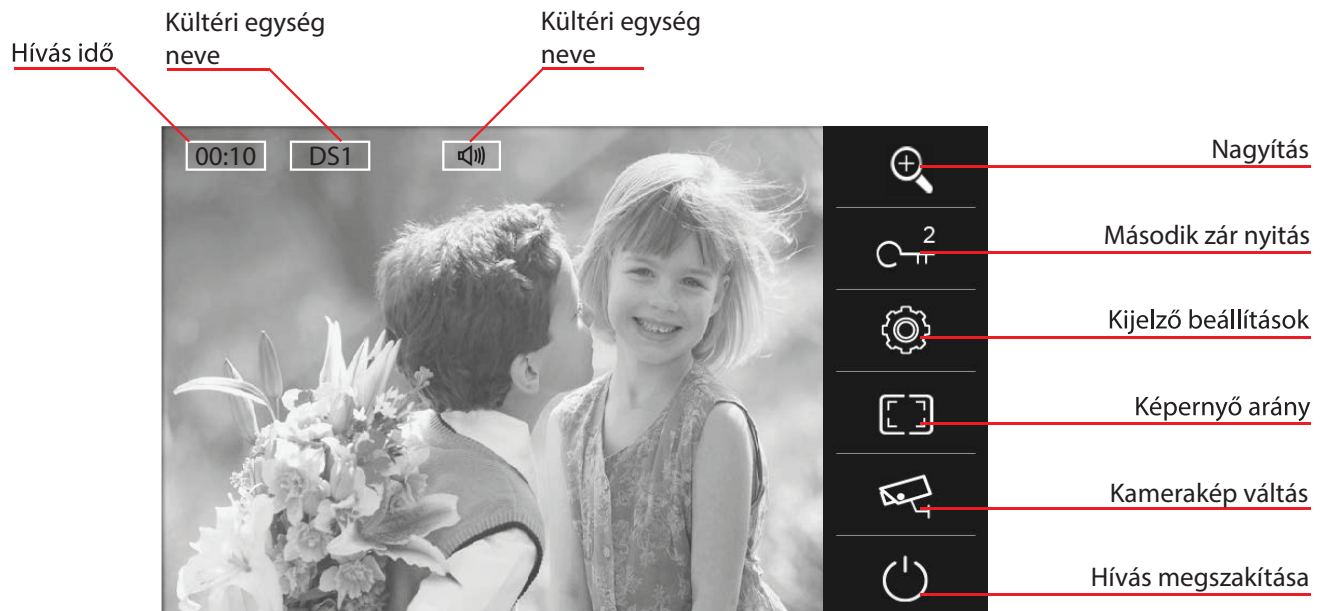 Kültéri egység
neve
Kültéri egység
neve
Hívás idő
00:10
DS1
Nagyítás
2
Második zár nyitás
Kijelző beállítások
Képernyő arány
Kamerakép váltás
Hívás megszakítása